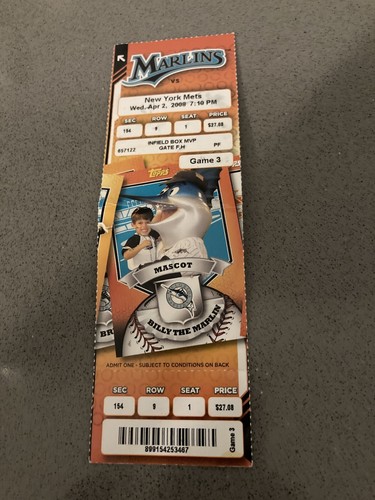 MARLINS
VS
New York Mets
Wed. Apr 2, 2008 7:10 PM
SEC ROW SEAT PRICE
154 9 1 $27.08
INFIELD BOX MVP
657122 GATE F,H PF
Game 3
Topps
MASCOT
BILLY THE MARLIN
BR
ADMIT ONE - SUBJECT TO CONDITIONS ON BACK
SEC ROW SEAT PRICE
154 9 1 $27.08
899154253467
Game 3